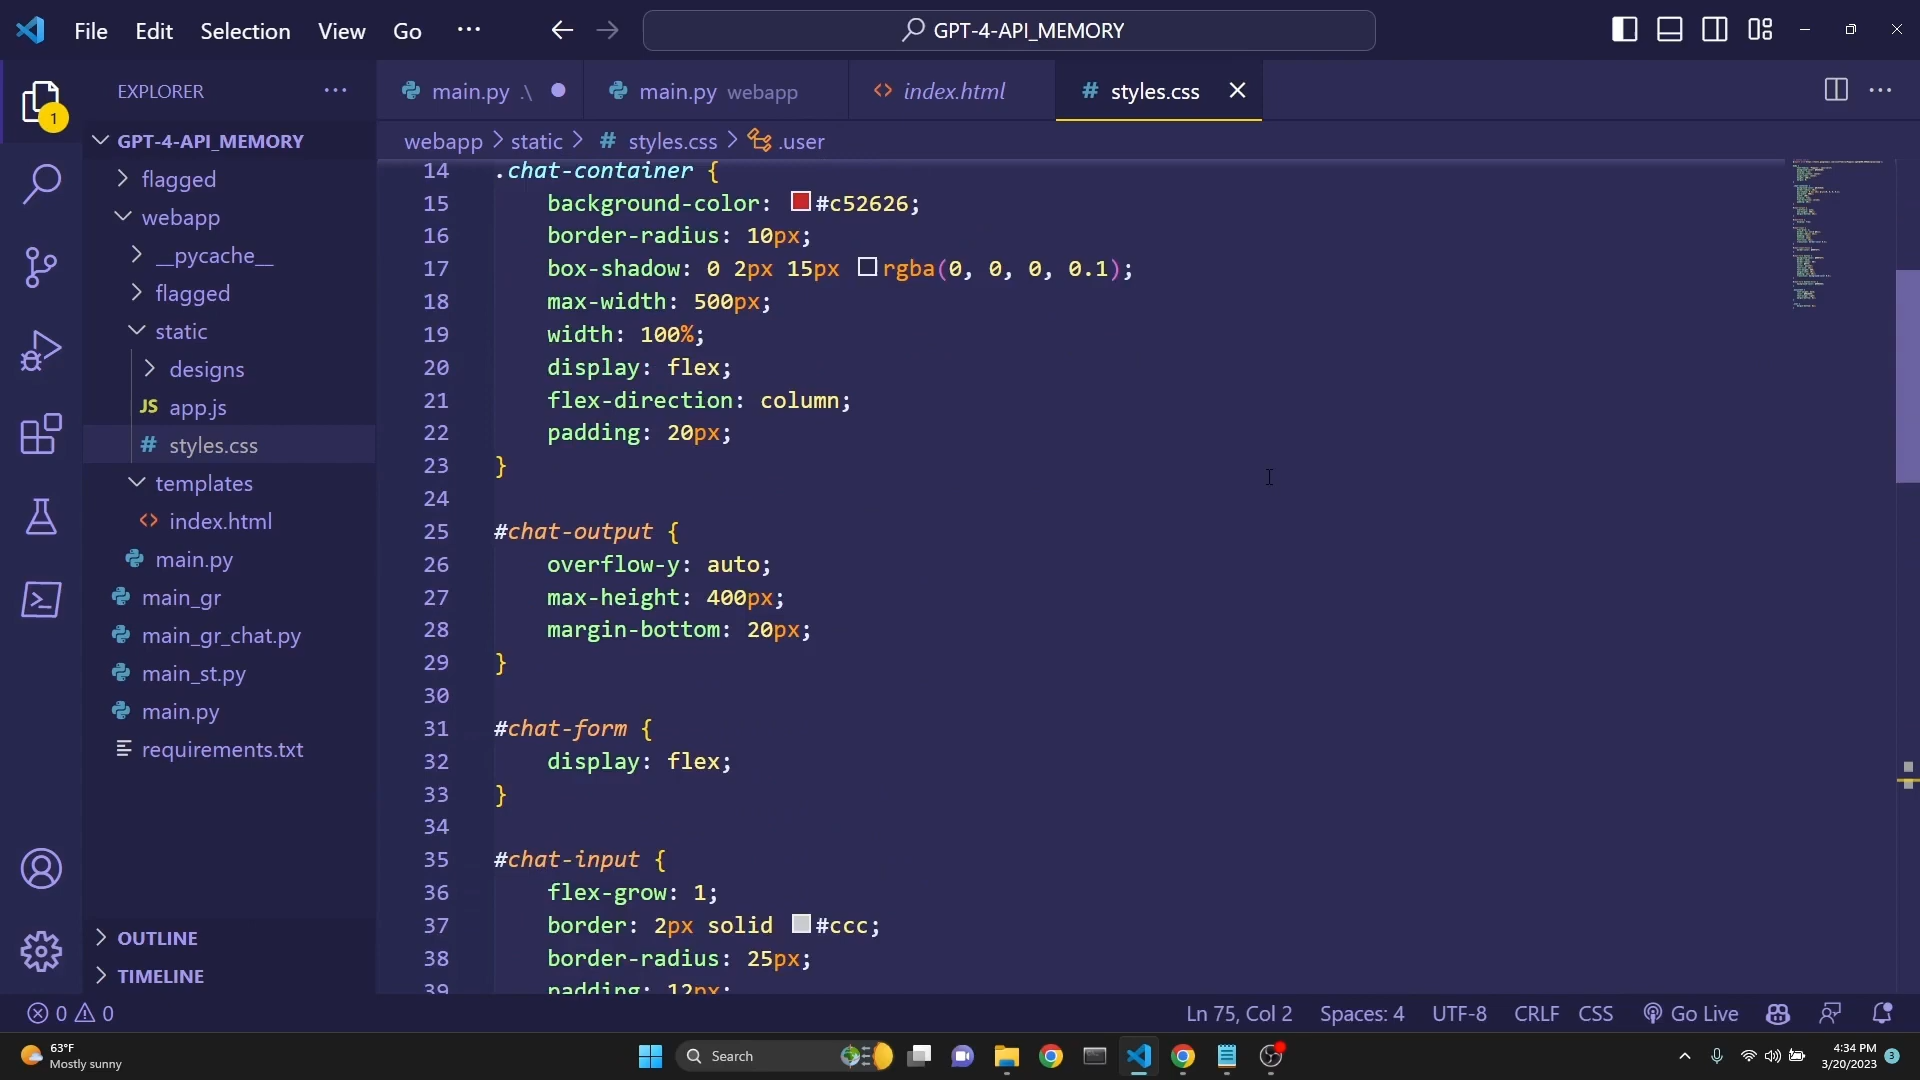 File Edit Selection View Go ···
GPT-4-API_MEMORY
1
EXPLORER ···
GPT-4-API_MEMORY
flagged
webapp
__pycache__
flagged
static
designs
JS app.js
# styles.css
templates
<> index.html
main.py
main_gr
main_gr_chat.py
main_st.py
main.py
requirements.txt
OUTLINE
TIMELINE
main.py .\
main.py webapp
<> index.html
# styles.css
webapp > static > # styles.css > .user
14 .chat-container {
15 background-color: #c52626;
16 border-radius: 10px;
17 box-shadow: 0 2px 15px rgba(0, 0, 0, 0.1);
18 max-width: 500px;
19 width: 100%;
20 display: flex;
21 flex-direction: column;
22 padding: 20px;
23 }
24
25 #chat-output {
26 overflow-y: auto;
27 max-height: 400px;
28 margin-bottom: 20px;
29 }
30
31 #chat-form {
32 display: flex;
33 }
34
35 #chat-input {
36 flex-grow: 1;
37 border: 2px solid #ccc;
38 border-radius: 25px;
39 padding: 12px;
0 0
Ln 75, Col 2 Spaces: 4 UTF-8 CRLF CSS Go Live
63°F
Mostly sunny
Search
4:34 PM
3/20/2023
3